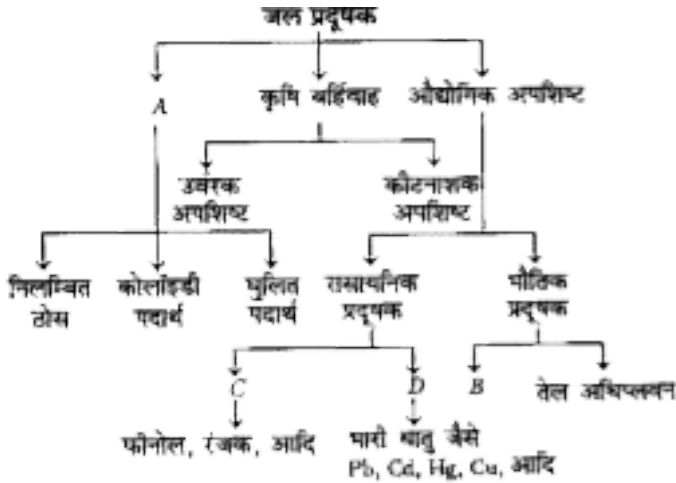 जल प्रदूषक
A
कृषि बर्हिवाह
औद्योगिक अपशिष्ट
उर्वरक
अपशिष्ट
कीटनाशक
अपशिष्ट
निलम्बित
ठोस
कोलॉइडी
पदार्थ
घुलित
पदार्थ
रासायनिक
प्रदूषक
भौतिक
प्रदूषक
C
D
B
तेल अधिप्लवन
फीनोल, रंजक, आदि
भारी धातु जैसे
Pb, Cd, Hg, Cu, आदि